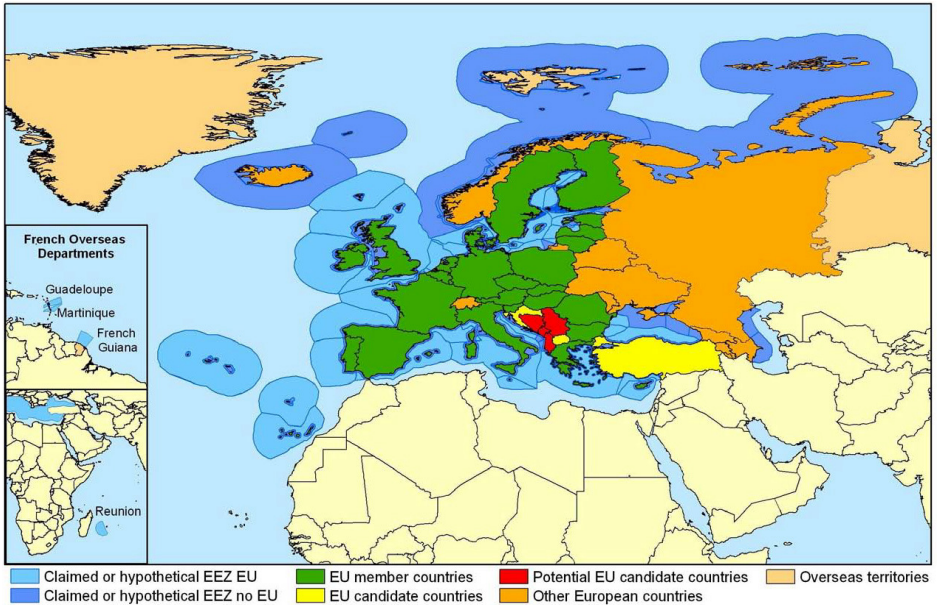 French Overseas
Departments
Guadeloupe
Martinique
French
Guiana
Reunion
Claimed or hypothetical EEZ EU
EU member countries
Potential EU candidate countries
Overseas territories
Claimed or hypothetical EEZ no EU
EU candidate countries
Other European countries